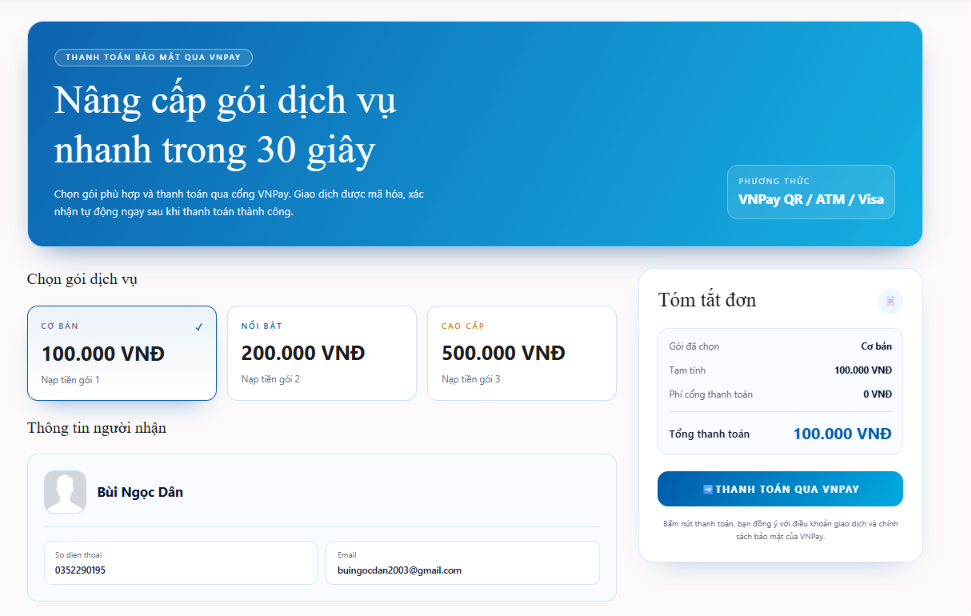 THANH TOÁN BẢO MẬT QUA VNPAY
Nâng cấp gói dịch vụ
nhanh trong 30 giây
Chọn gói phù hợp và thanh toán qua cổng VNPay. Giao dịch được mã hóa, xác
nhận tự động ngay sau khi thanh toán thành công.
PHƯƠNG THỨC
VNPay QR / ATM / Visa
Chọn gói dịch vụ
CƠ BẢN
100.000 VNĐ
Nạp tiền gói 1
NỔI BẬT
200.000 VNĐ
Nạp tiền gói 2
CAO CẤP
500.000 VNĐ
Nạp tiền gói 3
Thông tin người nhận
Bùi Ngọc Dân
So dien thoai
0352290195
Email
buingocdan2003@gmail.com
Tóm tắt đơn
Gói đã chọn Cơ bản
Tạm tính 100.000 VNĐ
Phí cổng thanh toán 0 VNĐ
Tổng thanh toán 100.000 VNĐ
THANH TOÁN QUA VNPAY
Bấm nút thanh toán, bạn đồng ý với điều khoản giao dịch và chính
sách bảo mật của VNPay.